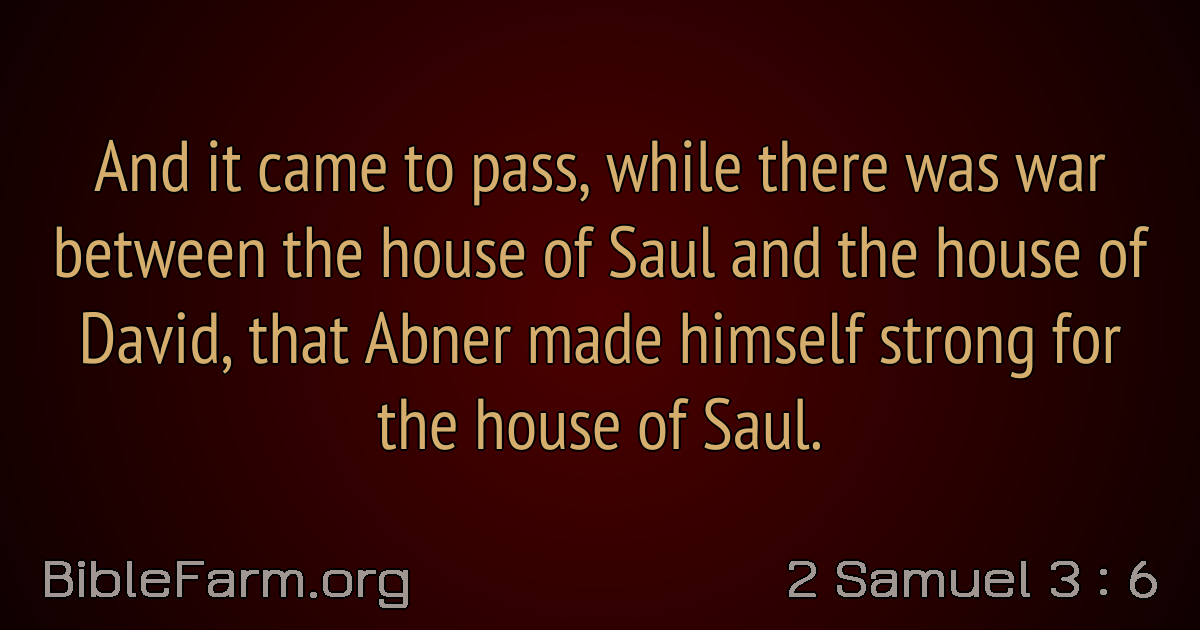 And it came to pass, while there was war
between the house of Saul and the house of
David, that Abner made himself strong for
the house of Saul.
BibleFarm.org
2 Samuel 3 : 6